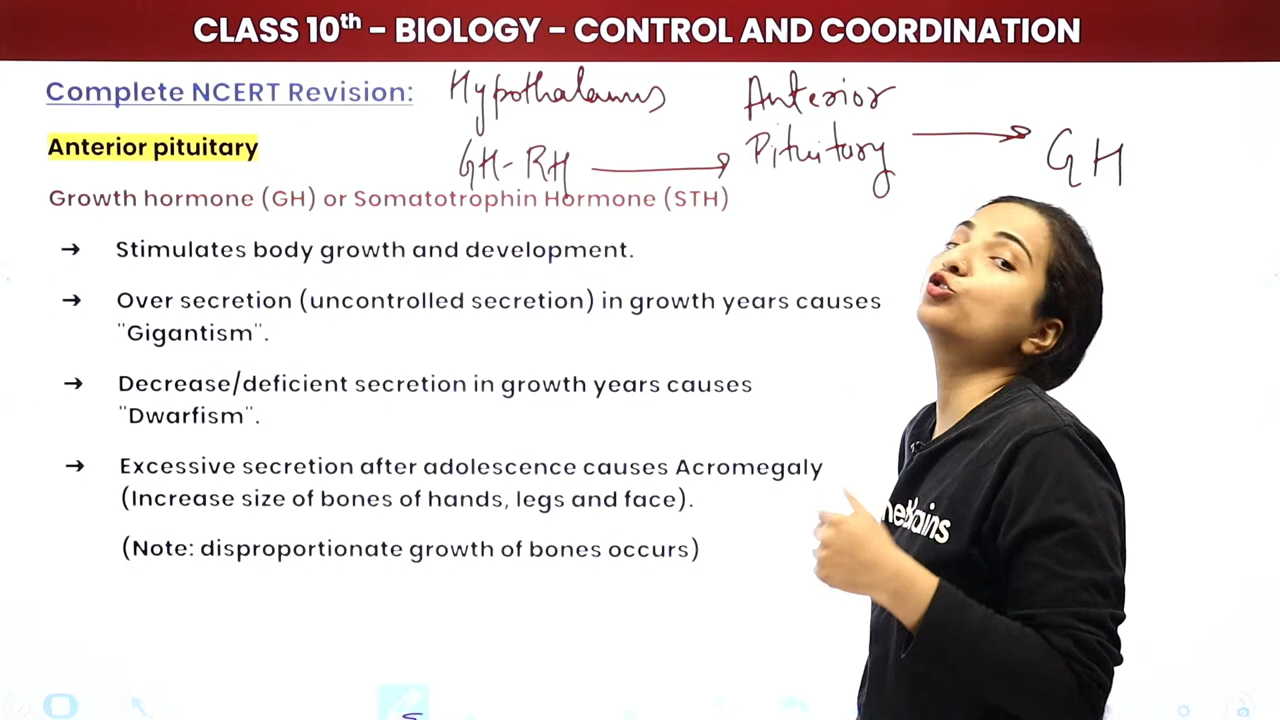 CLASS 10th – BIOLOGY – CONTROL AND COORDINATION
Complete NCERT Revision:
Hypothalamus
Anterior
Anterior pituitary
GH-RH
Pituitary
GH
Growth hormone (GH) or Somatotrophin Hormone (STH)
→ Stimulates body growth and development.
→ Over secretion (uncontrolled secretion) in growth years causes
"Gigantism".
→ Decrease/deficient secretion in growth years causes
"Dwarfism".
→ Excessive secretion after adolescence causes Acromegaly
(Increase size of bones of hands, legs and face).
(Note: disproportionate growth of bones occurs)